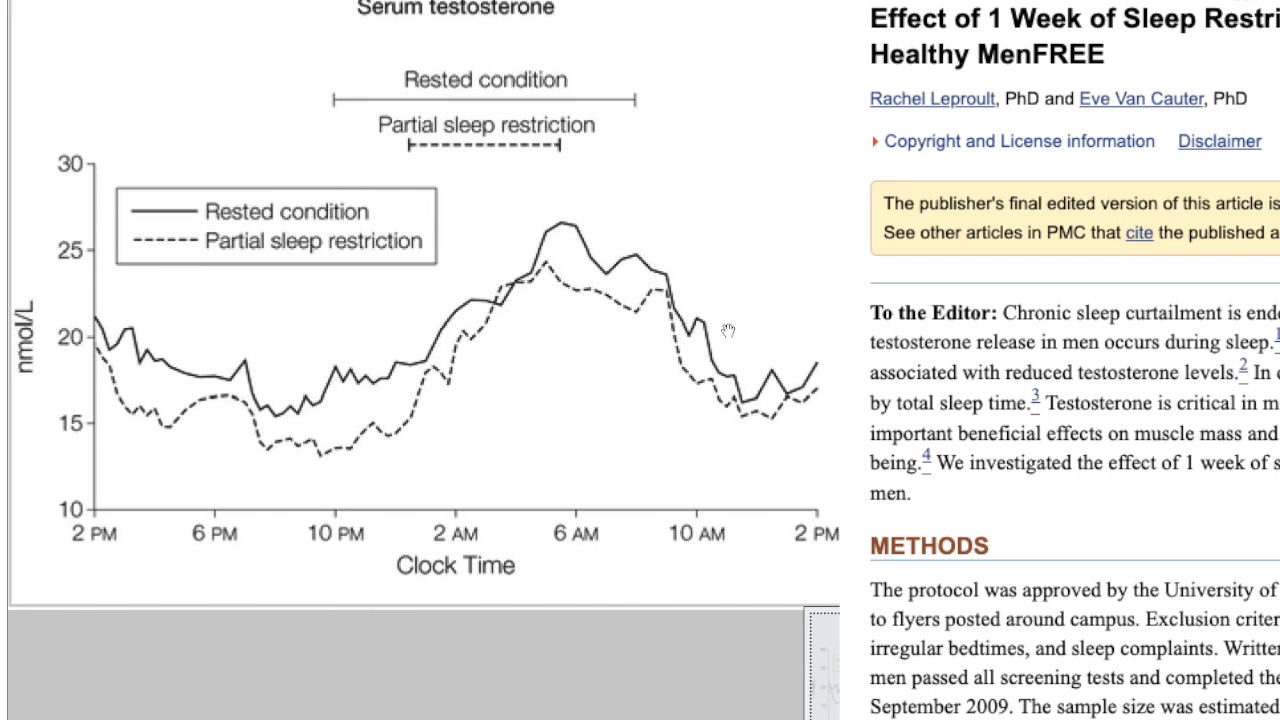 Serum testosterone
Rested condition
Partial sleep restriction
30
25
20
15
10
nmol/L
Rested condition
Partial sleep restriction
2 PM
6 PM
10 PM
2 AM
6 AM
10 AM
2 PM
Clock Time
Effect of 1 Week of Sleep Restri
Healthy MenFREE
Rachel Leproult, PhD and Eve Van Cauter, PhD
Copyright and License information Disclaimer
The publisher's final edited version of this article is
See other articles in PMC that cite the published a
To the Editor: Chronic sleep curtailment is ende
testosterone release in men occurs during sleep.1
associated with reduced testosterone levels.2 In
by total sleep time.3 Testosterone is critical in m
important beneficial effects on muscle mass and
being.4 We investigated the effect of 1 week of s
men.
METHODS
The protocol was approved by the University of
to flyers posted around campus. Exclusion criter
irregular bedtimes, and sleep complaints. Writte
men passed all screening tests and completed the
September 2009. The sample size was estimated